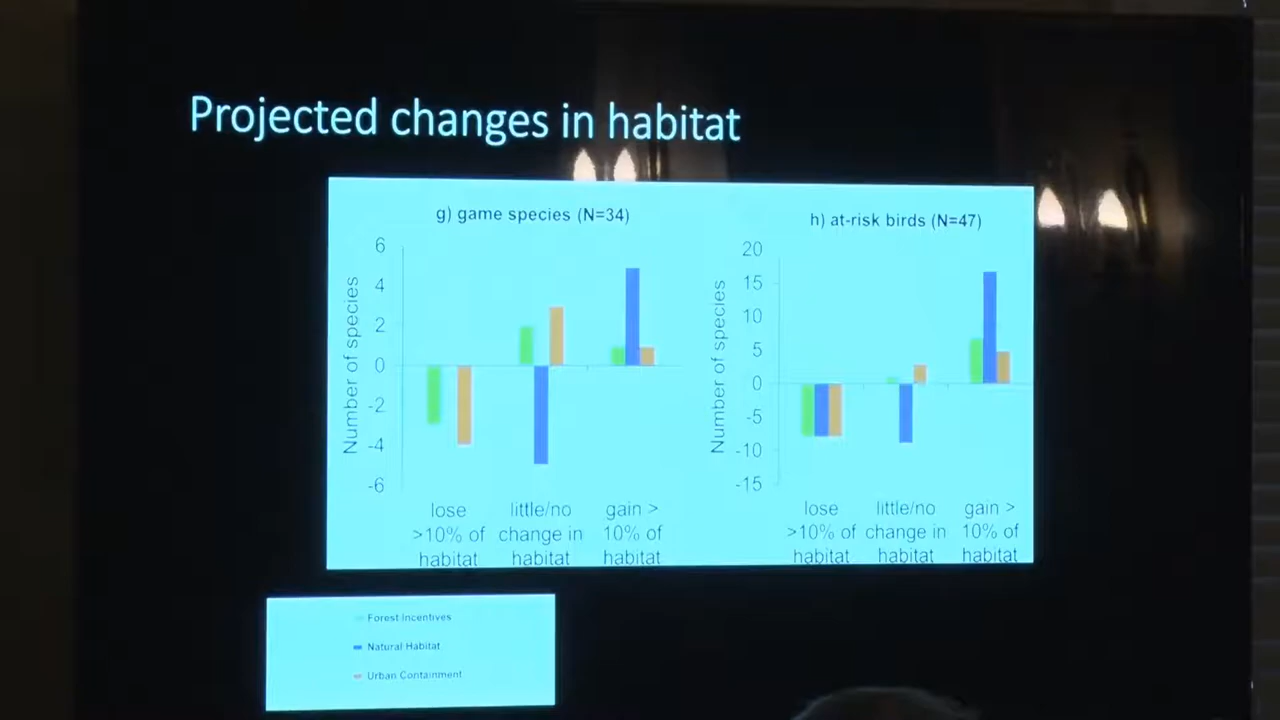 Projected changes in habitat
g) game species (N=34)
Number of species
6
4
2
0
-2
-4
-6
lose
>10% of
habitat
little/no
change in
habitat
gain >
10% of
habitat
h) at-risk birds (N=47)
Number of species
20
15
10
5
0
-5
-10
-15
lose
>10% of
habitat
little/no
change in
habitat
gain >
10% of
habitat
Forest Incentives
Natural Habitat
Urban Containment